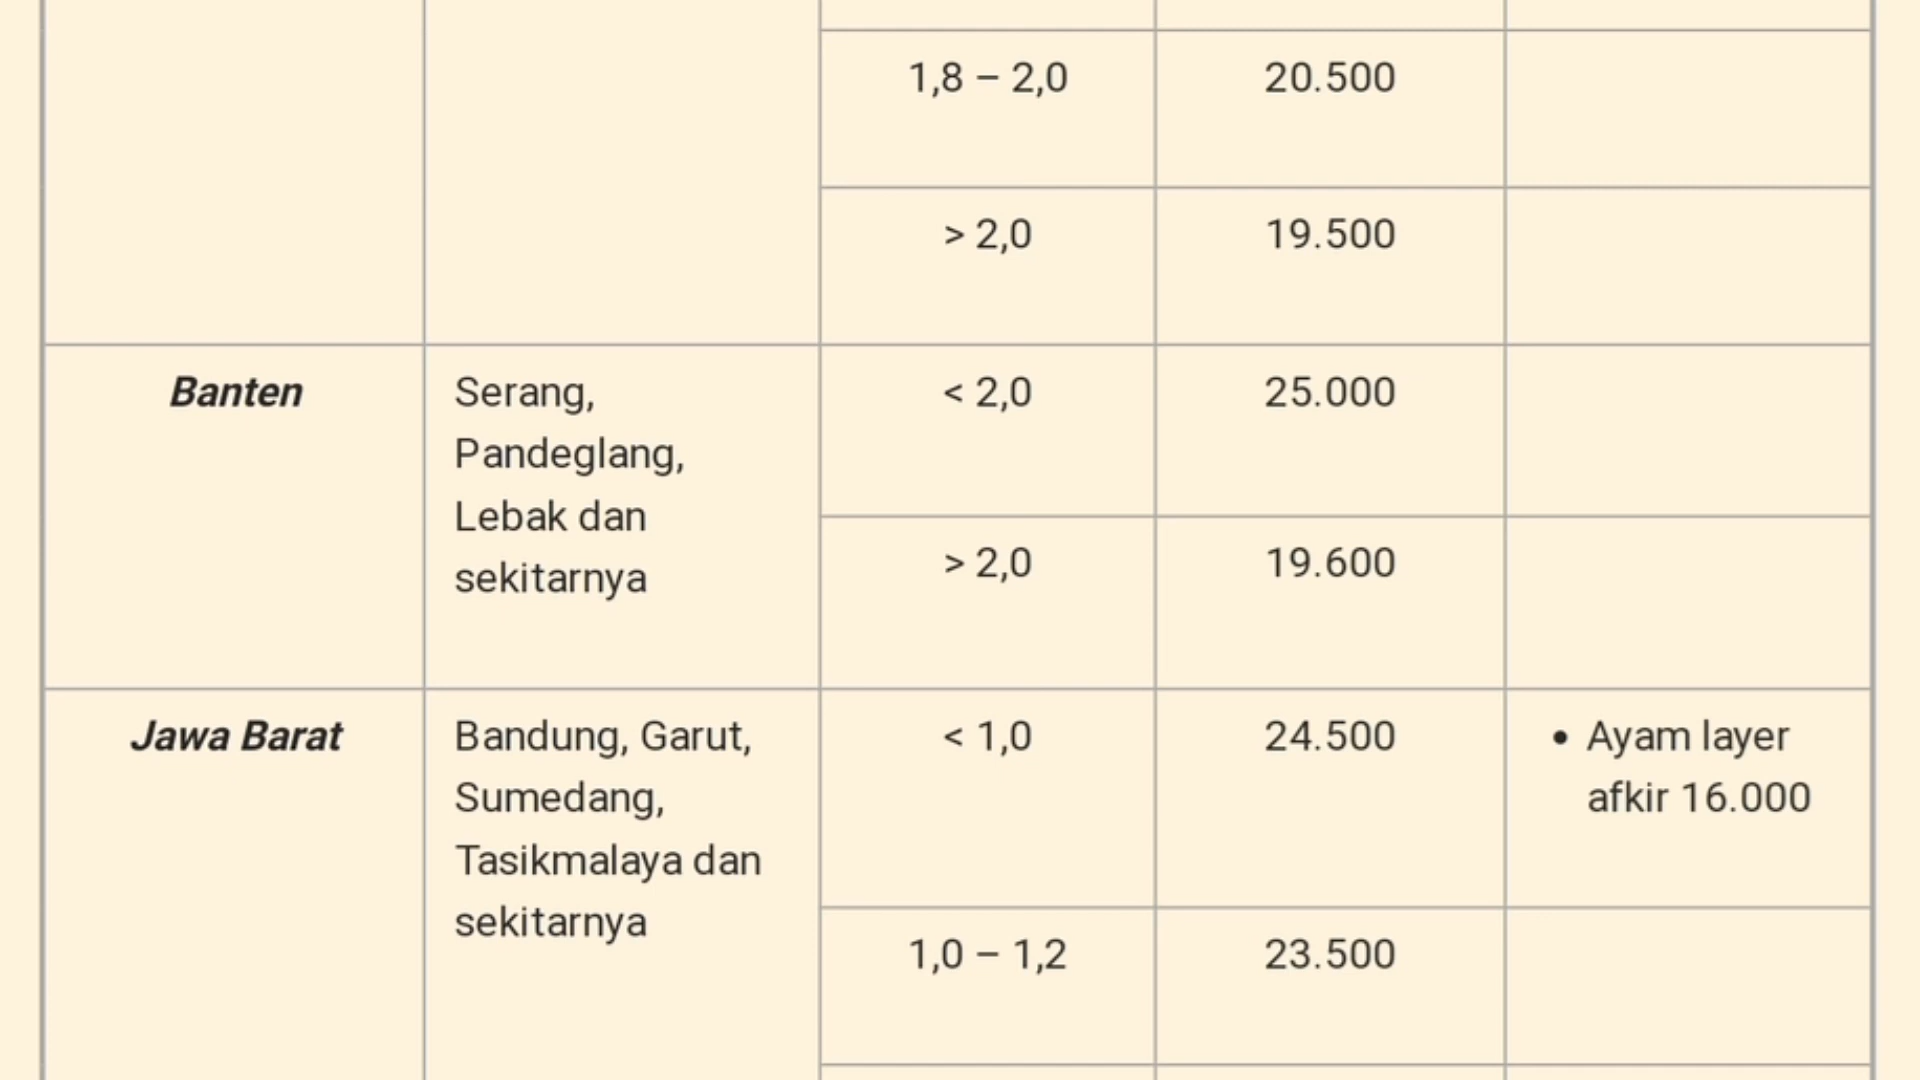 1,8 – 2,0 20.500
> 2,0 19.500
Banten
Serang,
Pandeglang,
Lebak dan
sekitarnya
< 2,0 25.000
> 2,0 19.600
Jawa Barat
Bandung, Garut,
Sumedang,
Tasikmalaya dan
sekitarnya
< 1,0 24.500
• Ayam layer
afkir 16.000
1,0 – 1,2 23.500